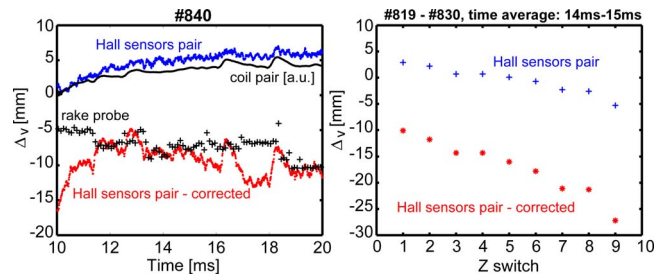 #840
Hall sensors pair
coil pair [a.u.]
rake probe
Hall sensors pair - corrected
Δv [mm]
10
5
0
-5
-10
-15
-20
10 12 14 16 18 20
Time [ms]
#819 - #830, time average: 14ms-15ms
Hall sensors pair
Hall sensors pair - corrected
Δv [mm]
10
5
0
-5
-10
-15
-20
-25
-30
0 1 2 3 4 5 6 7 8 9 10
Z switch